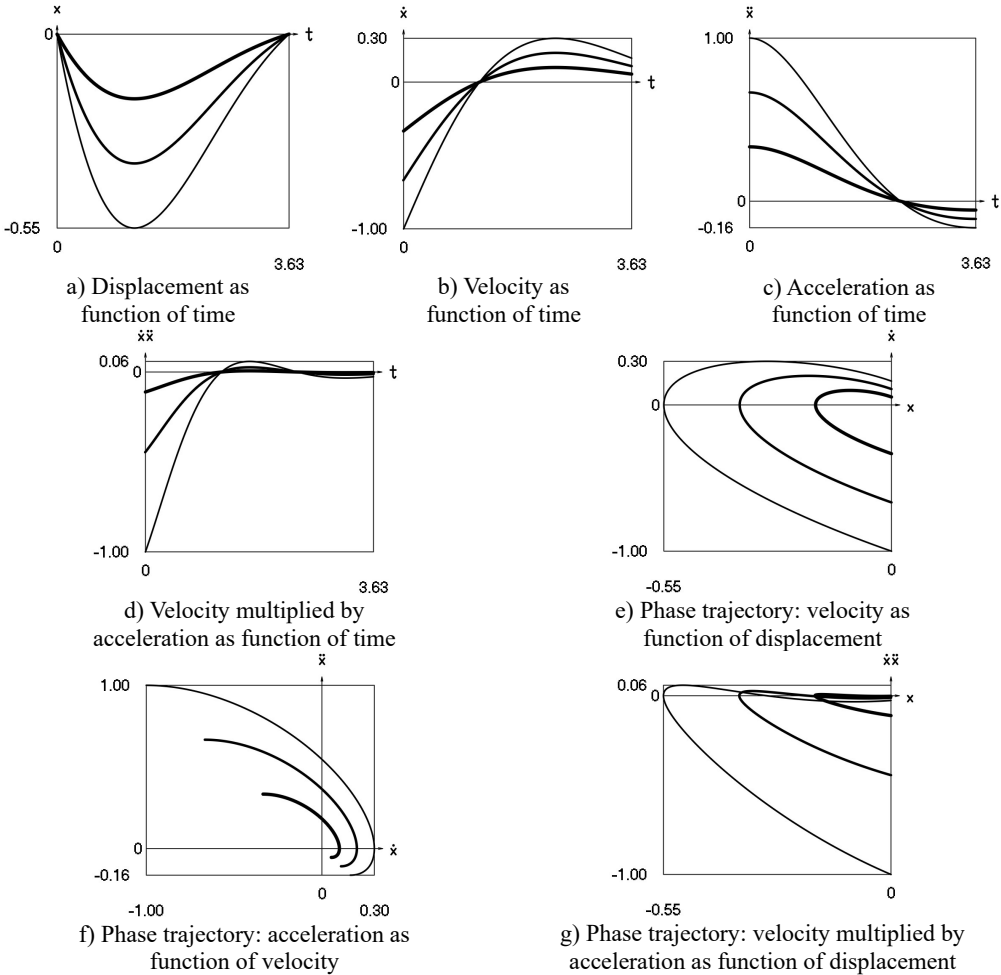 x
0
t
-0.55
0
3.63
a) Displacement as
function of time
ẋ
0.30
0
t
-1.00
0
3.63
b) Velocity as
function of time
ẍ
1.00
0
t
-0.16
0
3.63
c) Acceleration as
function of time
ẋẍ
0.06
0
t
-1.00
0
3.63
d) Velocity multiplied by
acceleration as function of time
ẋ
0.30
0
x
-1.00
0
-0.55
e) Phase trajectory: velocity as
function of displacement
ẍ
1.00
0
ẋ
-0.16
0
-1.00
0.30
f) Phase trajectory: acceleration as
function of velocity
ẋẍ
0.06
0
x
-1.00
0
-0.55
g) Phase trajectory: velocity multiplied by
acceleration as function of displacement